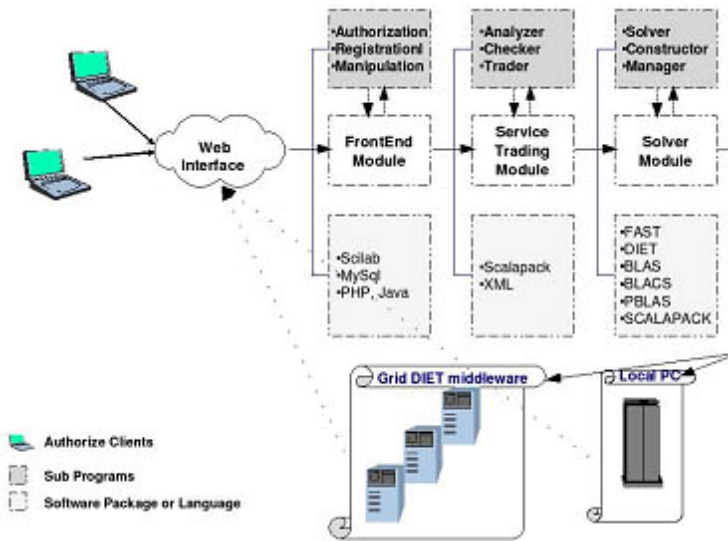 •Authorization
•RegistrationI
•Manipulation
•Analyzer
•Checker
•Trader
•Solver
•Constructor
•Manager
Web
Interface
FrontEnd
Module
Service
Trading
Module
Solver
Module
•Scilab
•MySql
•PHP, Java
•Scalapack
•XML
•FAST
•DIET
•BLAS
•BLACS
•PBLAS
•SCALAPACK
Grid DIET middleware
Local PC
Authorize Clients
Sub Programs
Software Package or Language